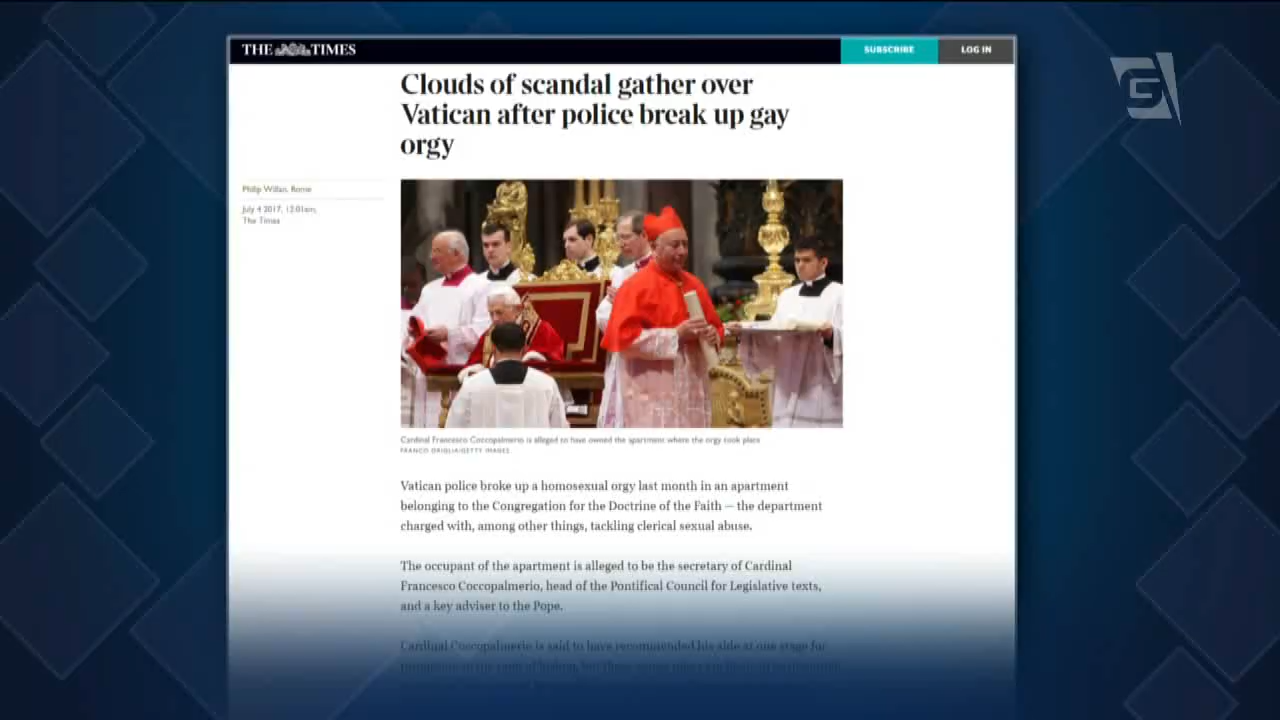 THE TIMES
SUBSCRIBE
LOG IN
Clouds of scandal gather over
Vatican after police break up gay
orgy
Philip Willan, Rome
July 4 2017, 12:01am,
The Times
Cardinal Francesco Coccopalmerio is alleged to have owned the apartment where the orgy took place
FRANCO ORIGLIA/GETTY IMAGES
Vatican police broke up a homosexual orgy last month in an apartment
belonging to the Congregation for the Doctrine of the Faith — the department
charged with, among other things, tackling clerical sexual abuse.
The occupant of the apartment is alleged to be the secretary of Cardinal
Francesco Coccopalmerio, head of the Pontifical Council for Legislative texts,
and a key adviser to the Pope.
Cardinal Coccopalmerio is said to have recommended his aide at one stage for